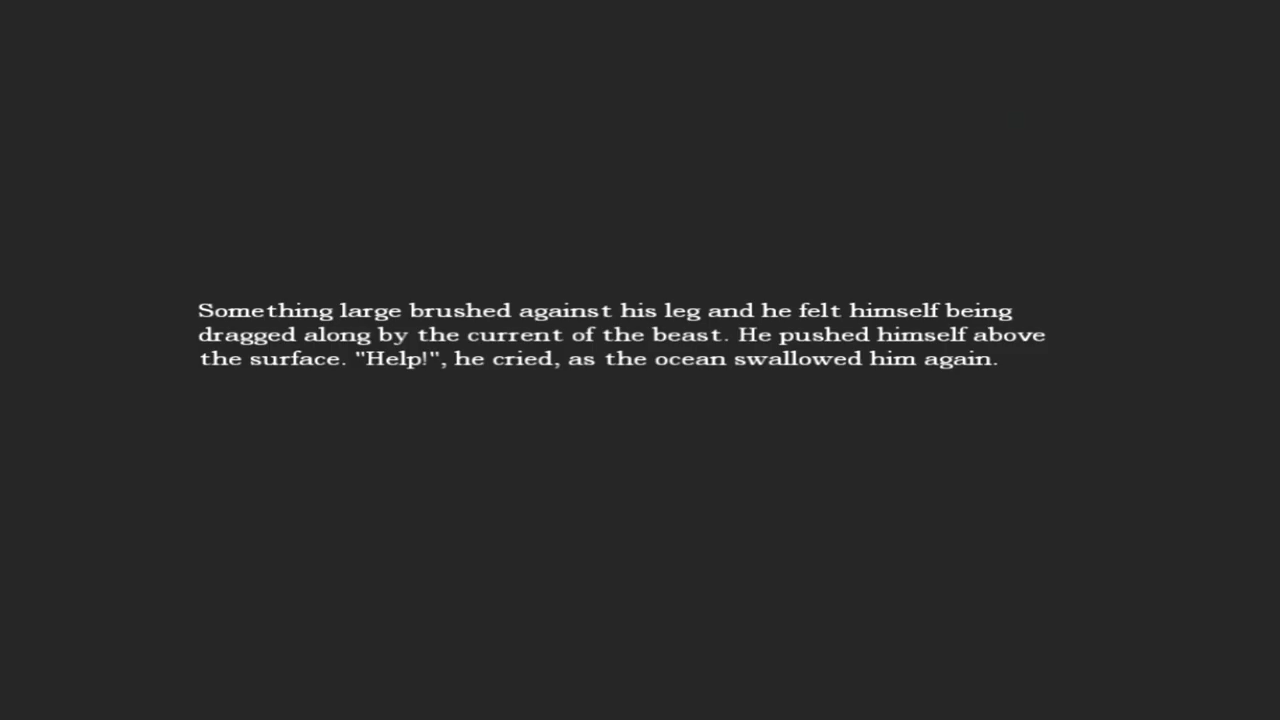 Something large brushed against his leg and he felt himself being
dragged along by the current of the beast. He pushed himself above
the surface. "Help!", he cried, as the ocean swallowed him again.